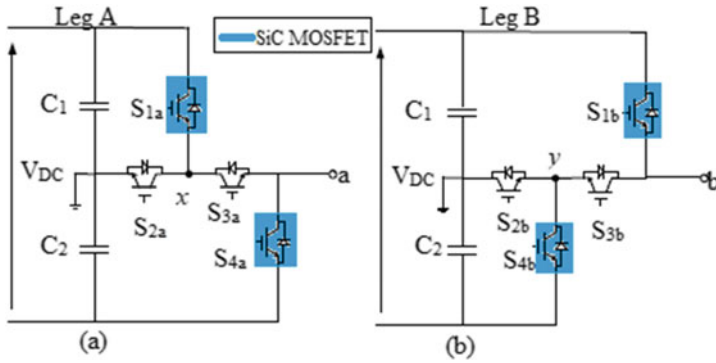 Leg A
SiC MOSFET
Leg B
C1
S1a
VDC
x
a
S2a
S3a
C2
S4a
(a)
C1
S1b
VDC
y
b
S2b
S3b
C2
S4b
(b)